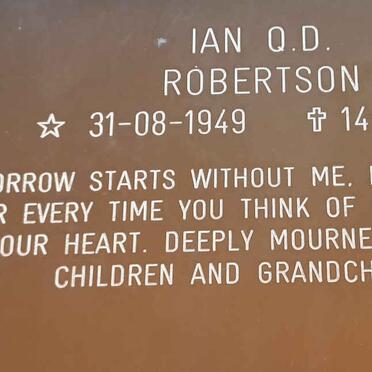 IAN Q.D.
ROBERTSON
☆ 31-08-1949 ✝ 14
ORROW STARTS WITHOUT ME,
EVERY TIME YOU THINK OF
OUR HEART. DEEPLY MOURNE
CHILDREN AND GRANDCH